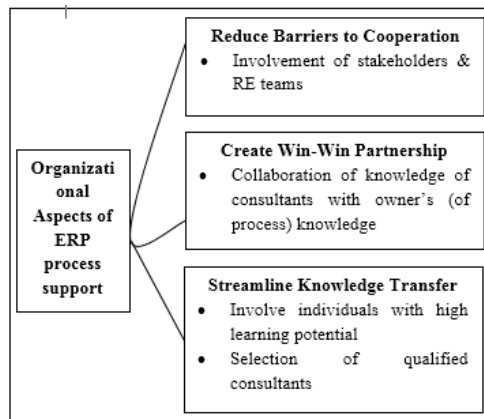 Organizati
onal
Aspects of
ERP
process
support
Reduce Barriers to Cooperation
• Involvement of stakeholders &
RE teams
Create Win-Win Partnership
• Collaboration of knowledge of
consultants with owner's (of
process) knowledge
Streamline Knowledge Transfer
• Involve individuals with high
learning potential
• Selection of qualified
consultants